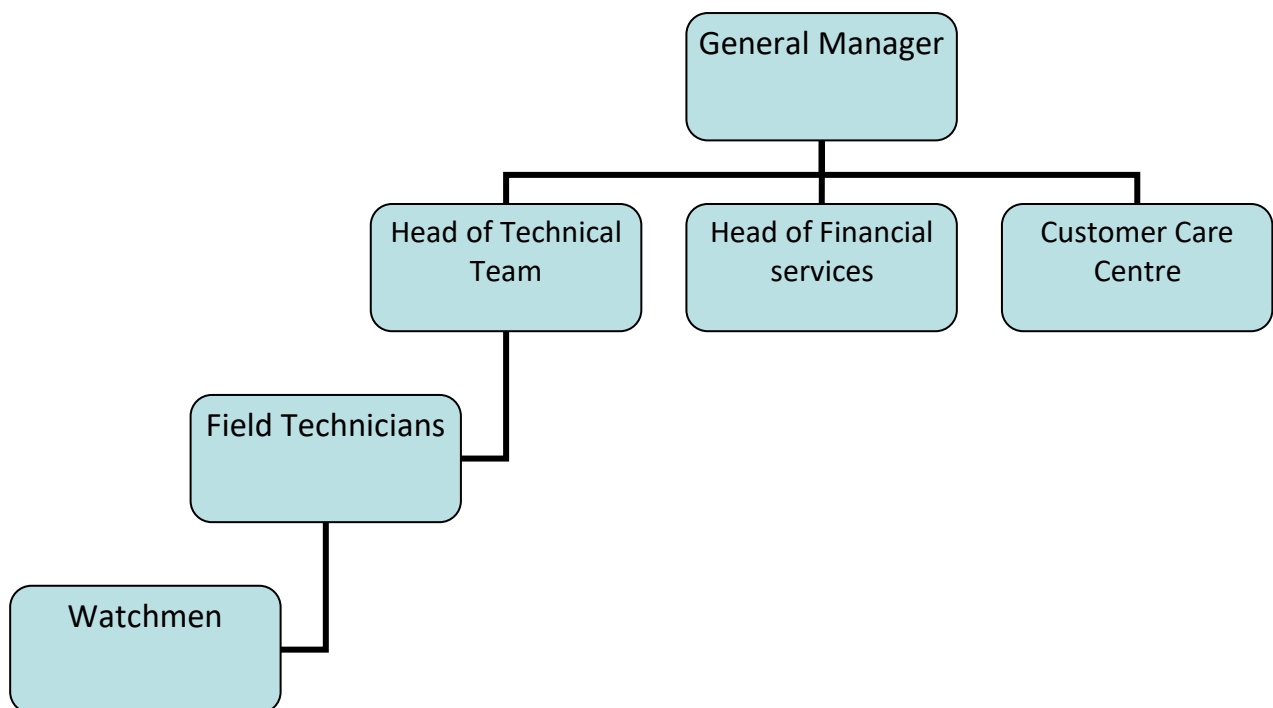 General Manager
Head of Technical
Team
Head of Financial
services
Customer Care
Centre
Field Technicians
Watchmen